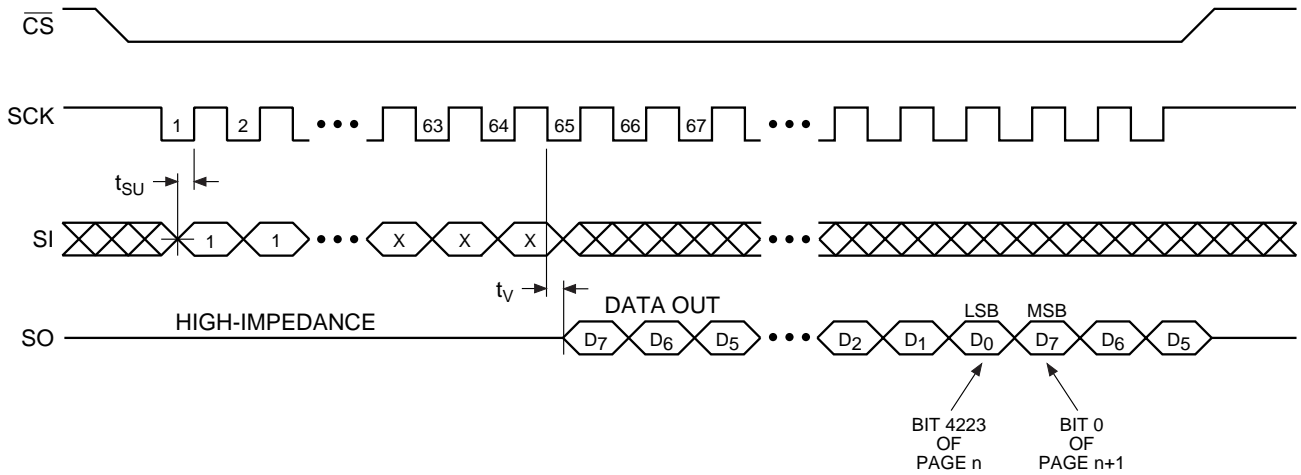 CS
SCK 1 2 ••• 63 64 65 66 67 •••
tSU
SI 1 1 ••• X X X •••
tV
HIGH-IMPEDANCE DATA OUT LSB MSB
SO D7 D6 D5 ••• D2 D1 D0 D7 D6 D5
BIT 4223
OF
PAGE n
BIT 0
OF
PAGE n+1